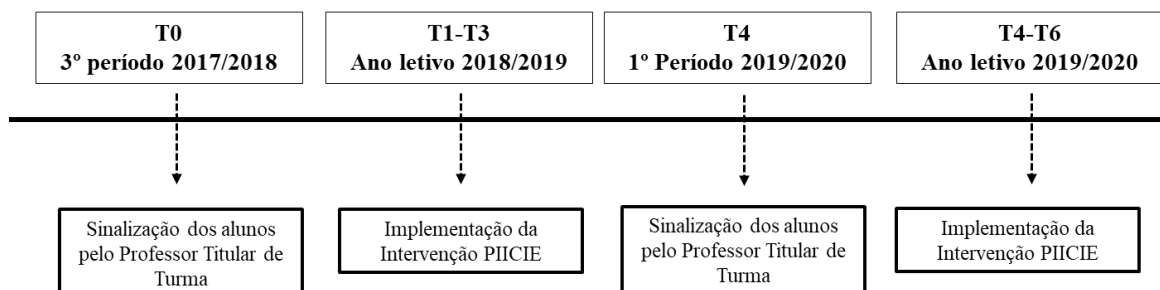 T0
3º período 2017/2018
T1-T3
Ano letivo 2018/2019
T4
1º Período 2019/2020
T4-T6
Ano letivo 2019/2020
Sinalização dos alunos
pelo Professor Titular de
Turma
Implementação da
Intervenção PIICIE
Sinalização dos alunos
pelo Professor Titular de
Turma
Implementação da
Intervenção PIICIE